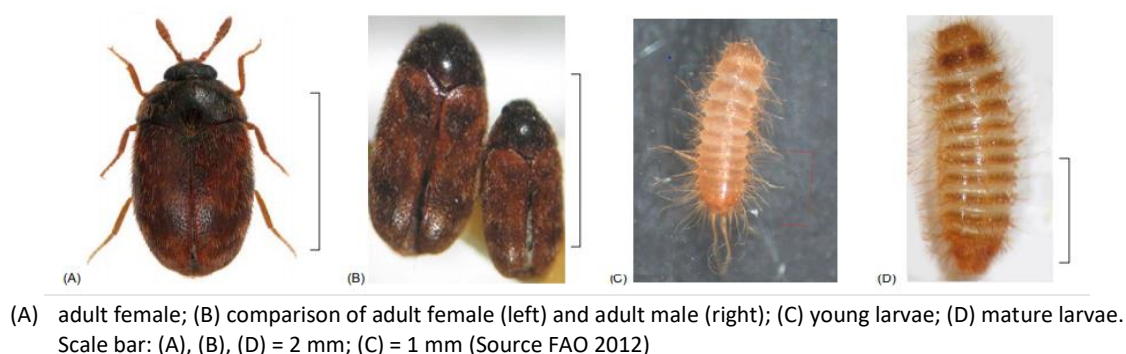 (A) (B) (C) (D)
(A) adult female; (B) comparison of adult female (left) and adult male (right); (C) young larvae; (D) mature larvae.
Scale bar: (A), (B), (D) = 2 mm; (C) = 1 mm (Source FAO 2012)